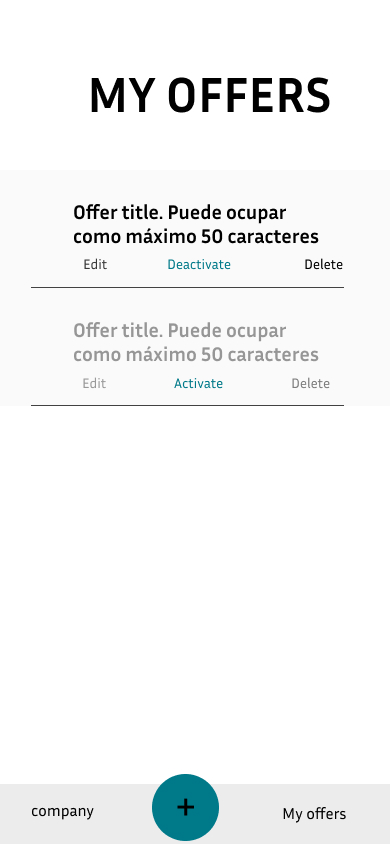 MY OFFERS
Offer title. Puede ocupar
como máximo 50 caracteres
Edit Deactivate Delete
Offer title. Puede ocupar
como máximo 50 caracteres
Edit Activate Delete
company + My offers